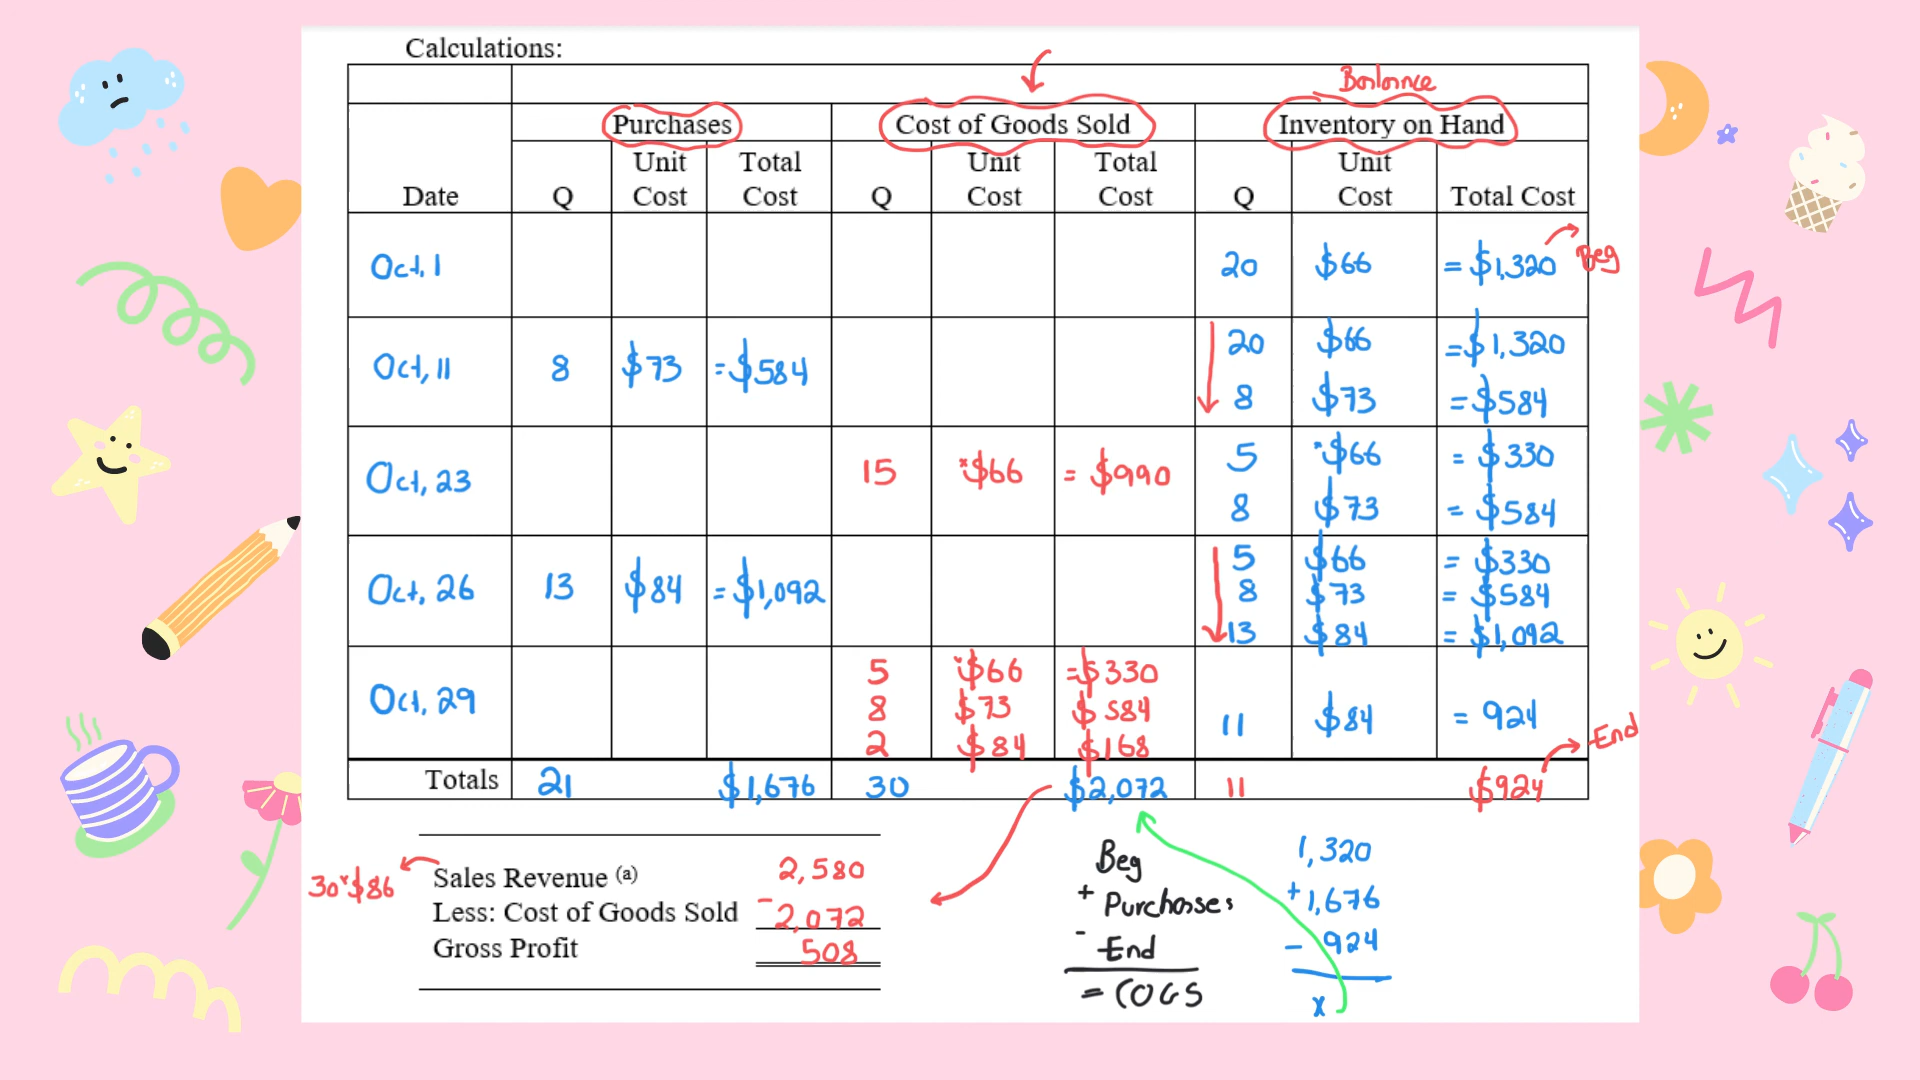 Calculations:
Balance
Purchases Cost of Goods Sold Inventory on Hand
Date Q Unit Cost Total Cost Q Unit Cost Total Cost Q Unit Cost Total Cost
Oct. 1 20 $66 = $1,320 Beg
20 $66 = $1,320
Oct, 11 8 $73 = $584
8 $73 = $584
5 × $66 = $330
Oct, 23 15 × $66 = $990
8 $73 = $584
5 $66 = $330
Oct. 26 13 $84 = $1,092 8 $73 = $584
13 $84 = $1,092
5 × $66 = $330
Oct, 29 8 $73 $584 11 $84 = 924
2 $84 $168 End
Totals 21 $1,676 30 $2,072 11 $924
30 × $86 Sales Revenue (a) 2,580
Less: Cost of Goods Sold - 2,072
Gross Profit 508
Beg 1,320
+ Purchases + 1,676
- End - 924
= COGS x